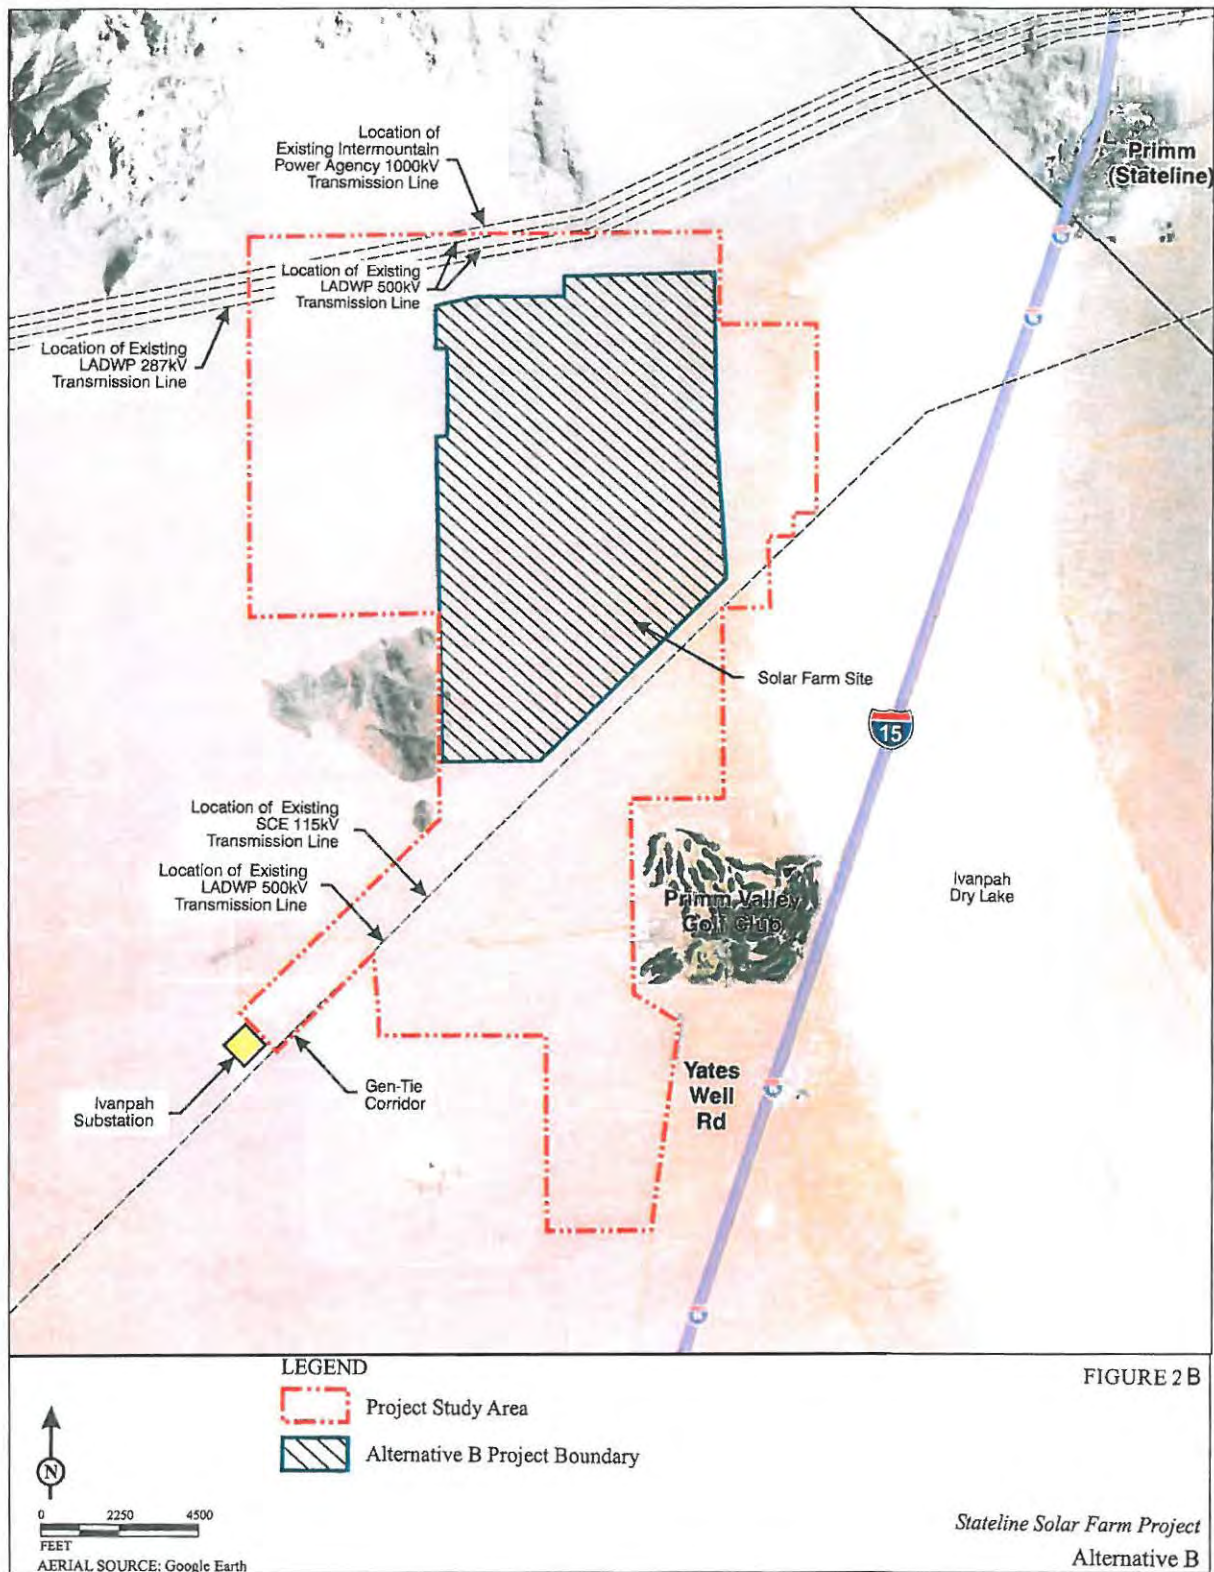 Location of
Existing Intermountain
Power Agency 1000kV
Transmission Line
Primm
(Stateline)
Location of Existing
LADWP 500kV
Transmission Line
Location of Existing
LADWP 287kV
Transmission Line
Solar Farm Site
15
Location of Existing
SCE 115kV
Transmission Line
Location of Existing
LADWP 500kV
Transmission Line
Primm Valley
Golf Club
Ivanpah
Dry Lake
Ivanpah
Substation
Gen-Tie
Corridor
Yates
Well
Rd
LEGEND
Project Study Area
Alternative B Project Boundary
FIGURE 2 B
N
0 2250 4500
FEET
AERIAL SOURCE: Google Earth
Stateline Solar Farm Project
Alternative B